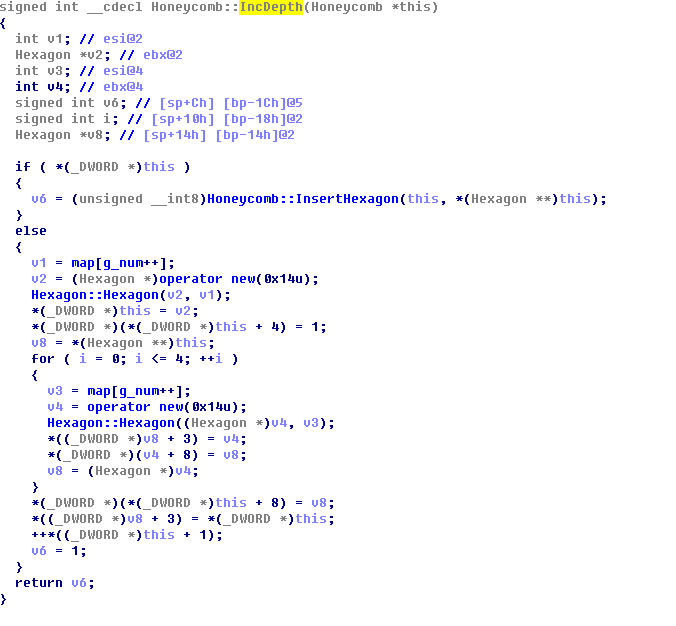 signed int __cdecl Honeycomb::IncDepth(Honeycomb *this)
{
  int v1; // esi@2
  Hexagon *v2; // ebx@2
  int v3; // esi@4
  int v4; // ebx@4
  signed int v6; // [sp+Ch] [bp-1Ch]@5
  signed int i; // [sp+10h] [bp-18h]@2
  Hexagon *v8; // [sp+14h] [bp-14h]@2

  if ( *(_DWORD *)this )
  {
    v6 = (unsigned __int8)Honeycomb::InsertHexagon(this, *(Hexagon **)this);
  }
  else
  {
    v1 = map[g_num++];
    v2 = (Hexagon *)operator new(0x14u);
    Hexagon::Hexagon(v2, v1);
    *(_DWORD *)this = v2;
    *(_DWORD *)(*(_DWORD *)this + 4) = 1;
    v8 = *(Hexagon **)this;
    for ( i = 0; i <= 4; ++i )
    {
      v3 = map[g_num++];
      v4 = operator new(0x14u);
      Hexagon::Hexagon((Hexagon *)v4, v3);
      *((_DWORD *)v8 + 3) = v4;
      *(_DWORD *)(v4 + 8) = v8;
      v8 = (Hexagon *)v4;
    }
    *(_DWORD *)(*(_DWORD *)this + 8) = v8;
    *((_DWORD *)v8 + 3) = *(_DWORD *)this;
    ++*((_DWORD *)this + 1);
    v6 = 1;
  }
  return v6;
}